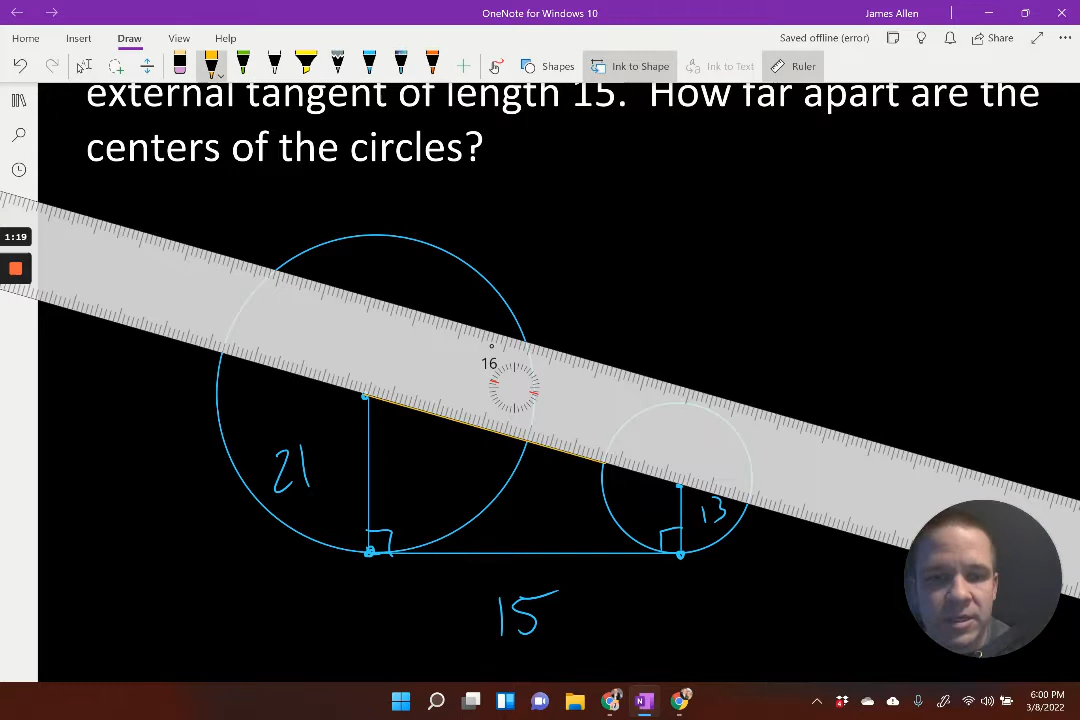 OneNote for Windows 10
James Allen
Home Insert Draw View Help
Saved offline (error)
Share
Shapes
Ink to Shape
Ink to Text
Ruler
external tangent of length 15. How far apart are the
centers of the circles?
1:19
16°
21
13
15
6:00 PM
3/8/2022